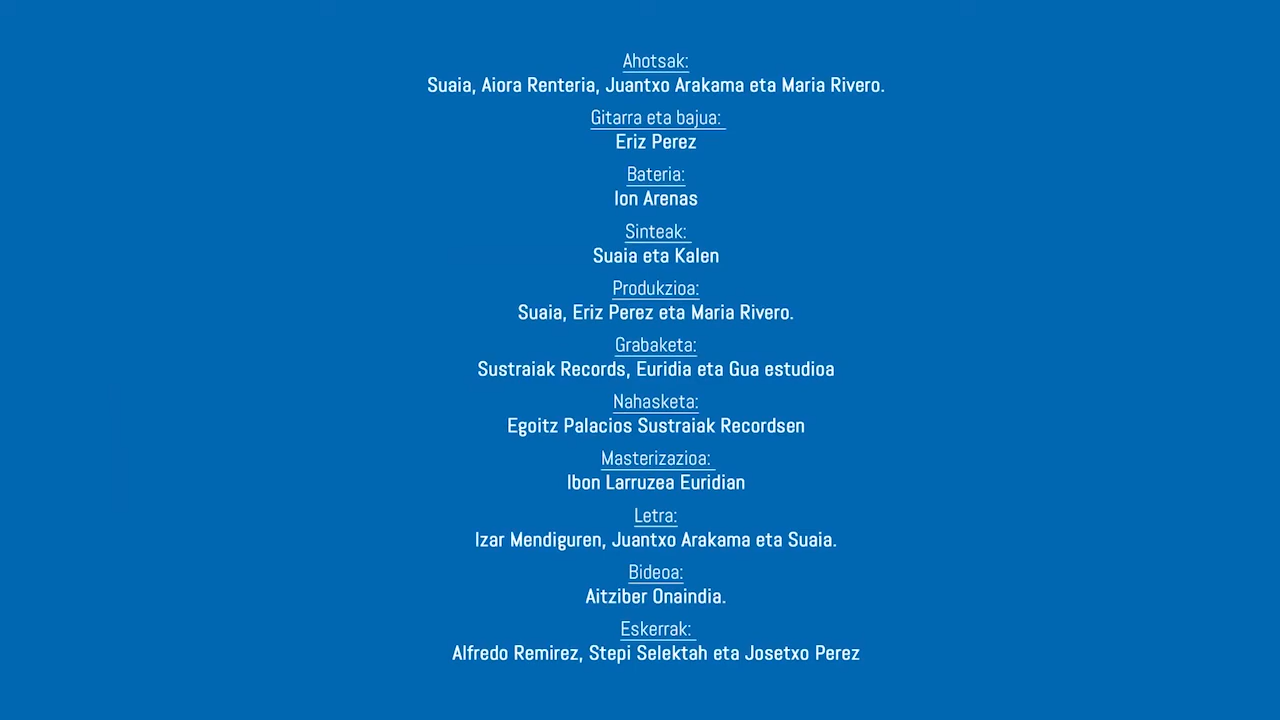 Ahotsak:
Suaia, Aiora Renteria, Juantxo Arakama eta Maria Rivero.
Gitarra eta bajua:
Eriz Perez
Bateria:
Ion Arenas
Sinteak:
Suaia eta Kalen
Produkzioa:
Suaia, Eriz Perez eta Maria Rivero.
Grabaketa:
Sustraiak Records, Euridia eta Gua estudioa
Nahasketa:
Egoitz Palacios Sustraiak Recordsen
Masterizazioa:
Ibon Larruzea Euridian
Letra:
Izar Mendiguren, Juantxo Arakama eta Suaia.
Bideoa:
Aitziber Onaindia.
Eskerrak:
Alfredo Remirez, Stepi Selektah eta Josetxo Perez